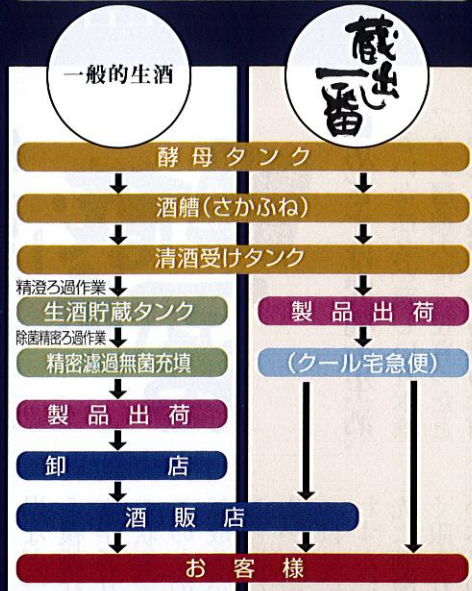 一般的生酒
蔵出し
一番
酵母タンク
酒艚(さかふね)
清酒受けタンク
精澄ろ過作業
生酒貯蔵タンク
製品出荷
除菌精密ろ過作業
精密濾過無菌充填
(クール宅急便)
製品出荷
卸店
酒販店
お客様